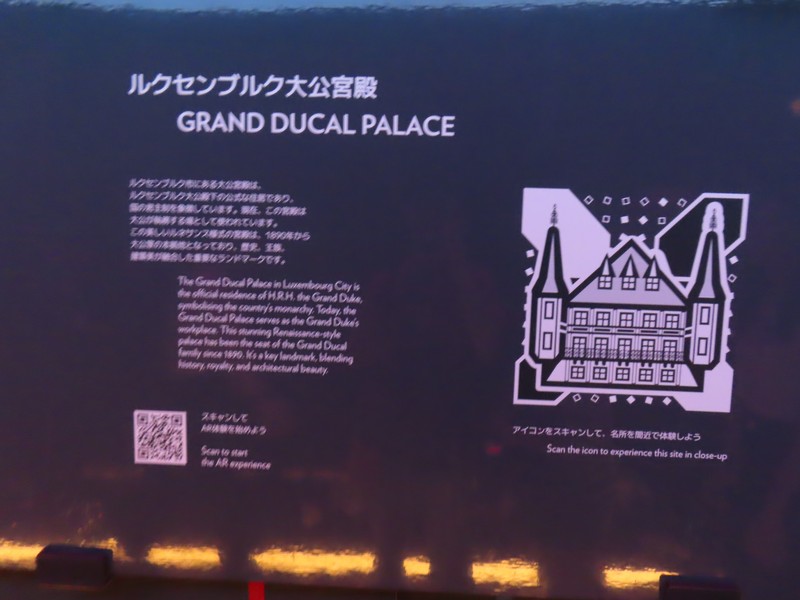 ルクセンブルク大公宮殿
GRAND DUCAL PALACE
ルクセンブルク市にある大公宮殿は、
ルクセンブルク大公殿下の公式な住居であり、
国の君主制を象徴しています。現在、この宮殿は
大公が執務する場として使われています。
この美しいルネサンス様式の宮殿は、1890年から
大公家の本拠地となっており、歴史、王族、
建築美が融合した重要なランドマークです。
The Grand Ducal Palace in Luxembourg City is
the official residence of H.R.H. the Grand Duke,
symbolising the country's monarchy. Today, the
Grand Ducal Palace serves as the Grand Duke's
workplace. This stunning Renaissance-style
palace has been the seat of the Grand Ducal
family since 1890. It's a key landmark, blending
history, royalty, and architectural beauty.
スキャンして
AR体験を始めよう
Scan to start
the AR experience
アイコンをスキャンして、名所を間近で体験しよう
Scan the icon to experience this site in close-up